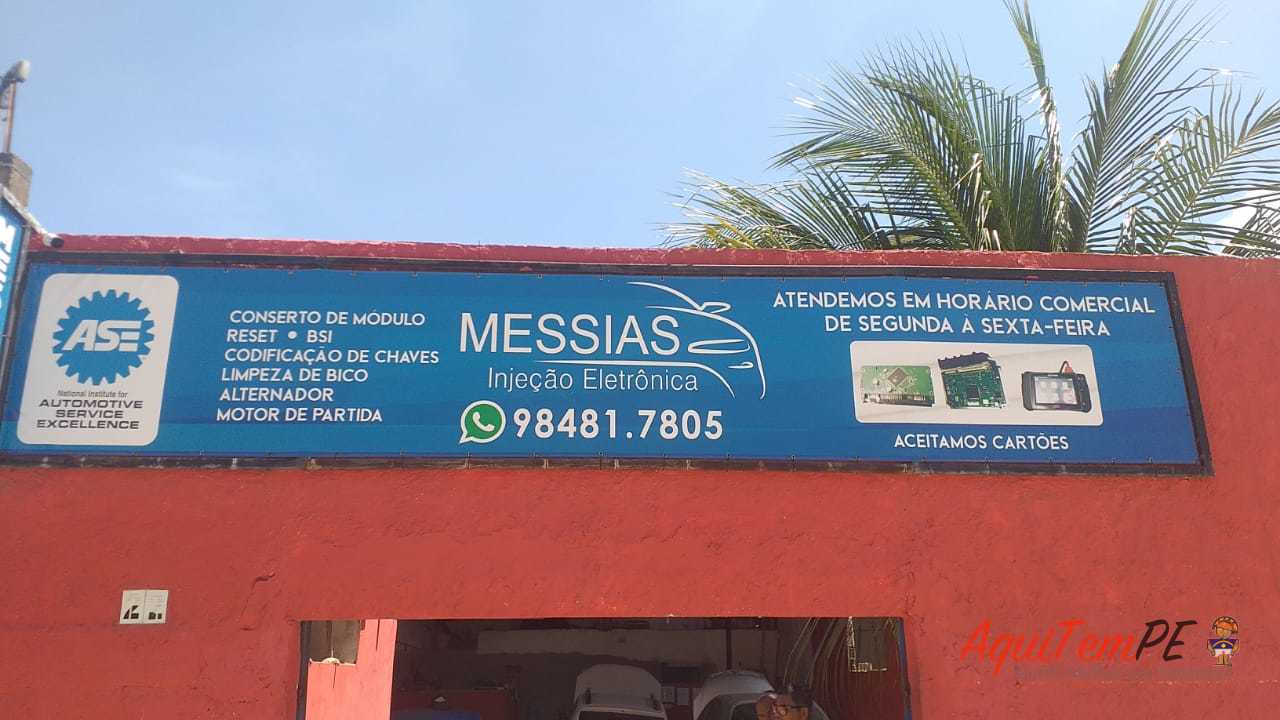 ASE
National Institute for
AUTOMOTIVE
SERVICE
EXCELLENCE
CONSERTO DE MÓDULO
RESET • BSI
CODIFICAÇÃO DE CHAVES
LIMPEZA DE BICO
ALTERNADOR
MOTOR DE PARTIDA
MESSIAS
Injeção Eletrônica
98481.7805
ATENDEMOS EM HORÁRIO COMERCIAL
DE SEGUNDA À SEXTA-FEIRA
ACEITAMOS CARTÕES
AquiTemPE